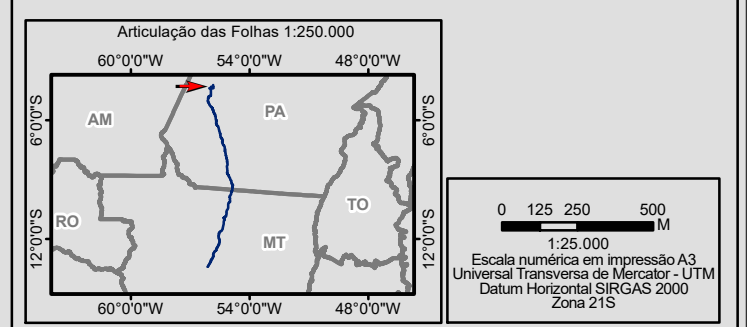 Articulação das Folhas 1:250.000
60°0'0"W 54°0'0"W 48°0'0"W
6°0'0"S
AM
PA
6°0'0"S
RO
TO
12°0'0"S
MT
12°0'0"S
60°0'0"W 54°0'0"W 48°0'0"W
0 125 250 500
M
1:25.000
Escala numérica em impressão A3
Universal Transversa de Mercator - UTM
Datum Horizontal SIRGAS 2000
Zona 21S